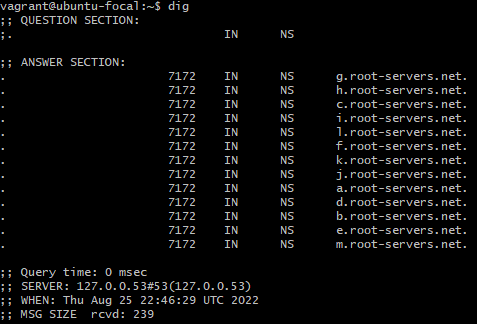 vagrant@ubuntu-focal:~$ dig
;; QUESTION SECTION:
;. IN NS
;; ANSWER SECTION:
. 7172 IN NS g.root-servers.net.
. 7172 IN NS h.root-servers.net.
. 7172 IN NS c.root-servers.net.
. 7172 IN NS i.root-servers.net.
. 7172 IN NS l.root-servers.net.
. 7172 IN NS f.root-servers.net.
. 7172 IN NS k.root-servers.net.
. 7172 IN NS j.root-servers.net.
. 7172 IN NS a.root-servers.net.
. 7172 IN NS d.root-servers.net.
. 7172 IN NS b.root-servers.net.
. 7172 IN NS e.root-servers.net.
. 7172 IN NS m.root-servers.net.
;; Query time: 0 msec
;; SERVER: 127.0.0.53#53(127.0.0.53)
;; WHEN: Thu Aug 25 22:46:29 UTC 2022
;; MSG SIZE rcvd: 239